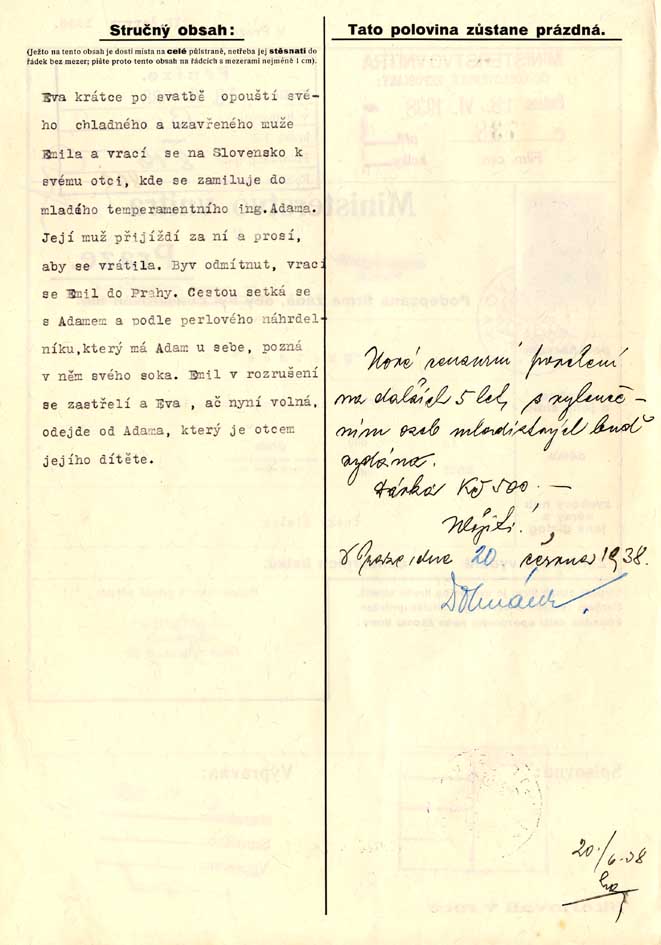 Stručný obsah:
(Ježto na tento obsah je dosti místa na celé půlstraně, netřeba jej stěsnati do
řádek bez mezer; pište proto tento obsah na řádcích s mezerami nejméně 1 cm).
Eva krátce po svatbě opouští své-
ho chladného a uzavřeného muže
Emila a vrací se na Slovensko k
svému otci, kde se zamiluje do
mladého temperamentního ing.Adama.
Její muž přijíždí za ní a prosí,
aby se vrátila. Byv odmítnut, vrací
se Emil do Prahy. Cestou setká se
s Adamem a podle perlového náhrdel-
níku,který má Adam u sebe, pozná
v něm svého soka. Emil v rozrušení
se zastřelí a Eva , ač nyní volná,
odejde od Adama, který je otcem
jejího dítěte.
Tato polovina zůstane prázdná.
Nové censurní povolení
na dalších 5 let, s vylouče-
ním osob mladistvých budiž
vydáno.
Dávka Kč 500.—
V Praze dne 20. června 1938.
20./6.38